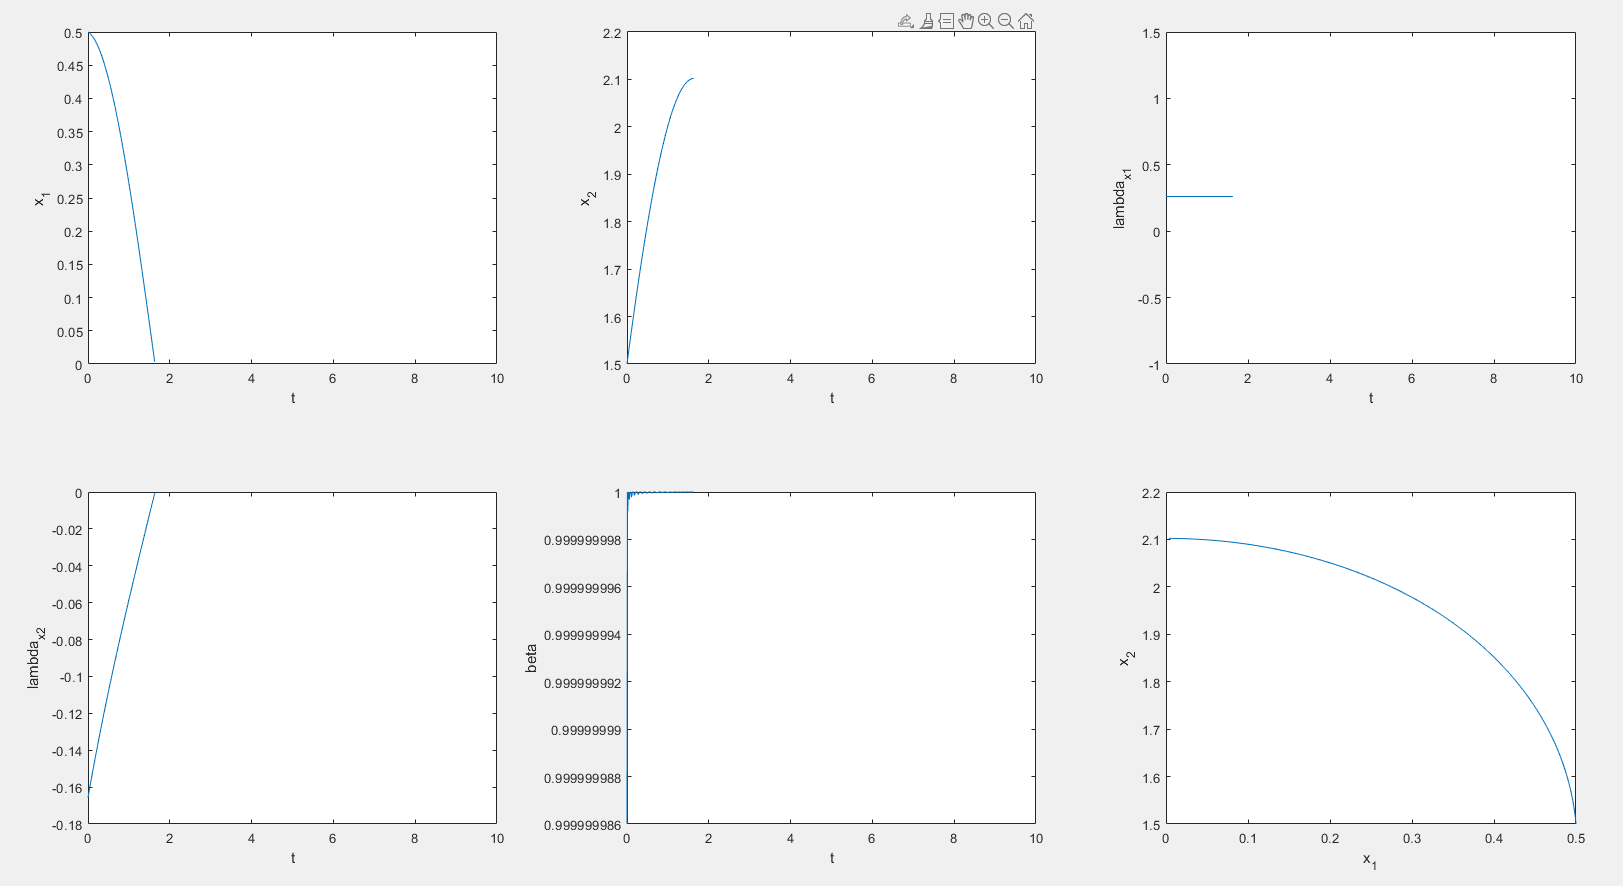 0.5
0.45
0.4
0.35
0.3
0.25
0.2
0.15
0.1
0.05
0
x1
0 2 4 6 8 10
t
2.2
2.1
2
1.9
1.8
1.7
1.6
1.5
x2
0 2 4 6 8 10
t
1.5
1
0.5
0
-0.5
-1
lambdax1
0 2 4 6 8 10
t
0
-0.02
-0.04
-0.06
-0.08
-0.1
-0.12
-0.14
-0.16
-0.18
lambdax2
0 2 4 6 8 10
t
1
0.999999998
0.999999996
0.999999994
0.999999992
0.99999999
0.999999988
0.999999986
beta
0 2 4 6 8 10
t
2.2
2.1
2
1.9
1.8
1.7
1.6
1.5
x2
0 0.1 0.2 0.3 0.4 0.5
x1